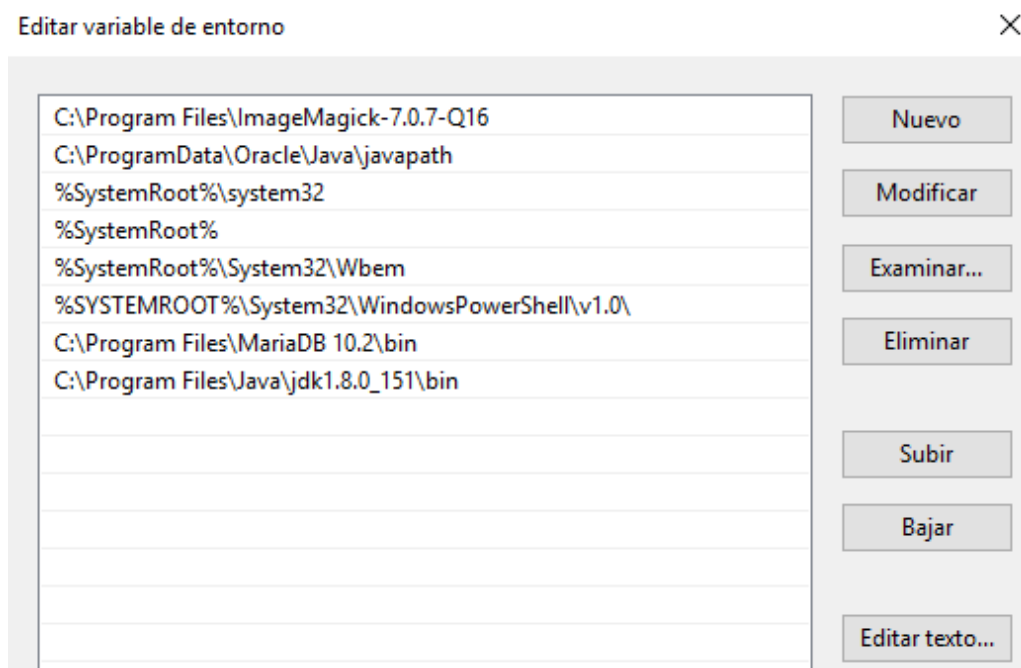 Editar variable de entorno
C:\Program Files\ImageMagick-7.0.7-Q16
C:\ProgramData\Oracle\Java\javapath
%SystemRoot%\system32
%SystemRoot%
%SystemRoot%\System32\Wbem
%SYSTEMROOT%\System32\WindowsPowerShell\v1.0\
C:\Program Files\MariaDB 10.2\bin
C:\Program Files\Java\jdk1.8.0_151\bin
Nuevo
Modificar
Examinar...
Eliminar
Subir
Bajar
Editar texto...